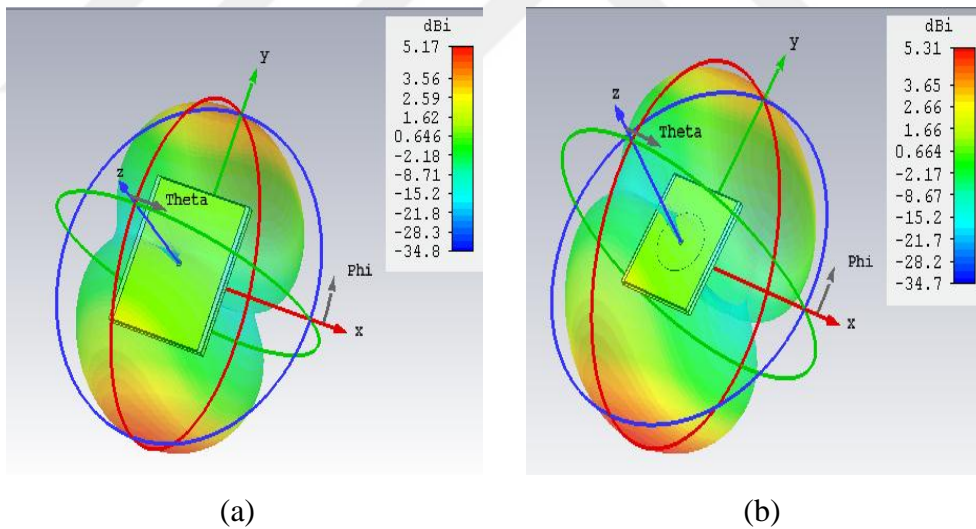 dBi
5.17
3.56
2.59
1.62
0.646
-2.18
-8.71
-15.2
-21.8
-28.3
-34.8
y
z
Theta
Phi
x
(a)
dBi
5.31
3.65
2.66
1.66
0.664
-2.17
-8.67
-15.2
-21.7
-28.2
-34.7
y
z
Theta
Phi
x
(b)